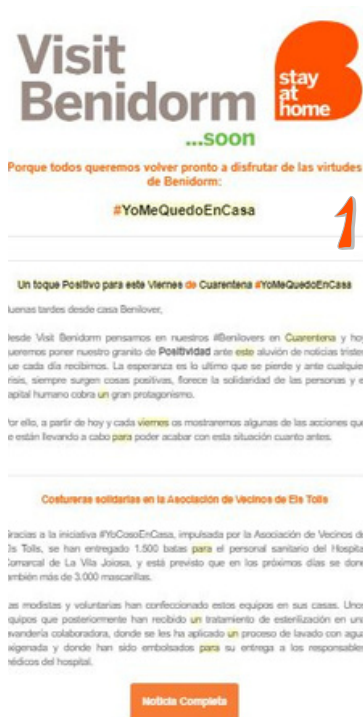 Visit
Benidorm
...soon
stay
at
home
Porque todos queremos volver pronto a disfrutar de las virtudes
de Benidorm:
#YoMeQuedoEnCasa
1
Un toque Positivo para este Viernes de Cuarentena #YoMeQuedoEnCasa
uenas tardes desde casa Benilover,
esde Visit Benidorm pensamos en nuestros #Benilovers en Cuarentena y hoy
ueremos poner nuestro granito de Positividad ante este aluvión de noticias tristes
ue cada día recibimos. La esperanza es lo ultimo que se pierde y ante cualquie
risis, siempre surgen cosas positivas, florece la solidaridad de las personas y e
apital humano cobra un gran protagonismo.
or ello, a partir de hoy y cada viernes os mostraremos algunas de las acciones que
e están llevando a cabo para poder acabar con esta situación cuanto antes.
Costureras solidarias en la Asociación de Vecinos de Els Tolls
racias a la iniciativa #YoCosoEnCasa, impulsada por la Asociación de Vecinos de
ls Tolls, se han entregado 1.500 batas para el personal sanitario del Hospita
omarcal de La Vila Joiosa, y está previsto que en los próximos días se done
ambién más de 3.000 mascarillas.
as modistas y voluntarias han confeccionado estos equipos en sus casas. Unos
quipos que posteriormente han recibido un tratamiento de esterilización en una
avandería colaboradora, donde se les ha aplicado un proceso de lavado con agua
xigenada y donde han sido embolsados para su entrega a los responsables
médicos del hospital.
Noticia Completa